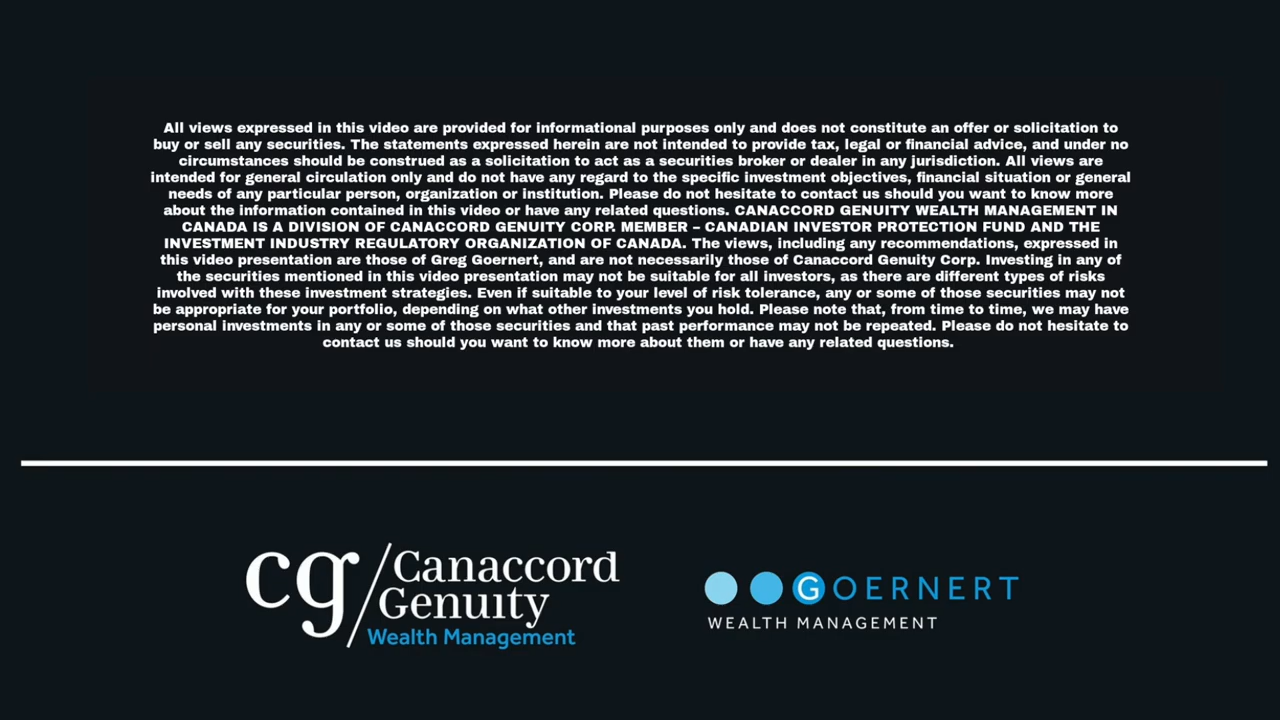 All views expressed in this video are provided for informational purposes only and does not constitute an offer or solicitation to
buy or sell any securities. The statements expressed herein are not intended to provide tax, legal or financial advice, and under no
circumstances should be construed as a solicitation to act as a securities broker or dealer in any jurisdiction. All views are
intended for general circulation only and do not have any regard to the specific investment objectives, financial situation or general
needs of any particular person, organization or institution. Please do not hesitate to contact us should you want to know more
about the information contained in this video or have any related questions. CANACCORD GENUITY WEALTH MANAGEMENT IN
CANADA IS A DIVISION OF CANACCORD GENUITY CORP. MEMBER – CANADIAN INVESTOR PROTECTION FUND AND THE
INVESTMENT INDUSTRY REGULATORY ORGANIZATION OF CANADA. The views, including any recommendations, expressed in
this video presentation are those of Greg Goernert, and are not necessarily those of Canaccord Genuity Corp. Investing in any of
the securities mentioned in this video presentation may not be suitable for all investors, as there are different types of risks
involved with these investment strategies. Even if suitable to your level of risk tolerance, any or some of those securities may not
be appropriate for your portfolio, depending on what other investments you hold. Please note that, from time to time, we may have
personal investments in any or some of those securities and that past performance may not be repeated. Please do not hesitate to
contact us should you want to know more about them or have any related questions.
cg/Canaccord
Genuity
Wealth Management
GOERNERT
WEALTH MANAGEMENT